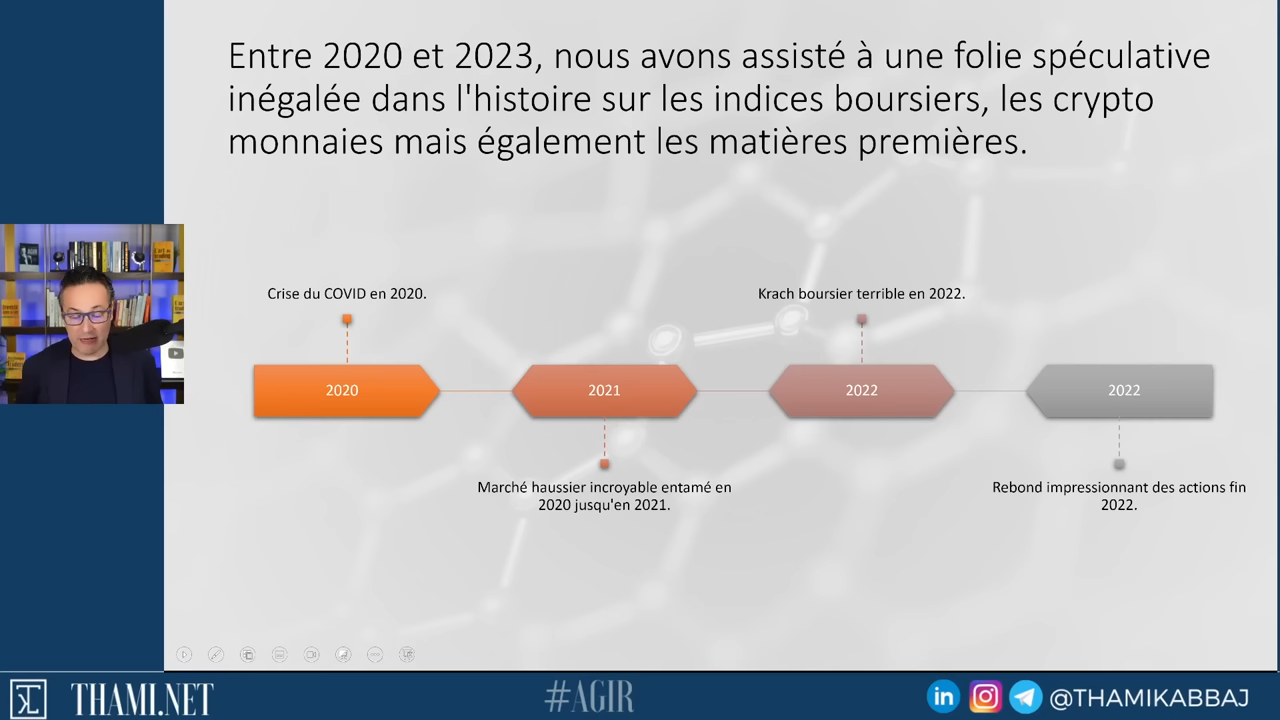 Entre 2020 et 2023, nous avons assisté à une folie spéculative
inégalée dans l'histoire sur les indices boursiers, les crypto
monnaies mais également les matières premières.
Crise du COVID en 2020.
Krach boursier terrible en 2022.
2020
2021
2022
2022
Marché haussier incroyable entamé en
2020 jusqu'en 2021.
Rebond impressionnant des actions fin
2022.
THAMI.NET
#AGIR
in
@THAMIKABBAJ